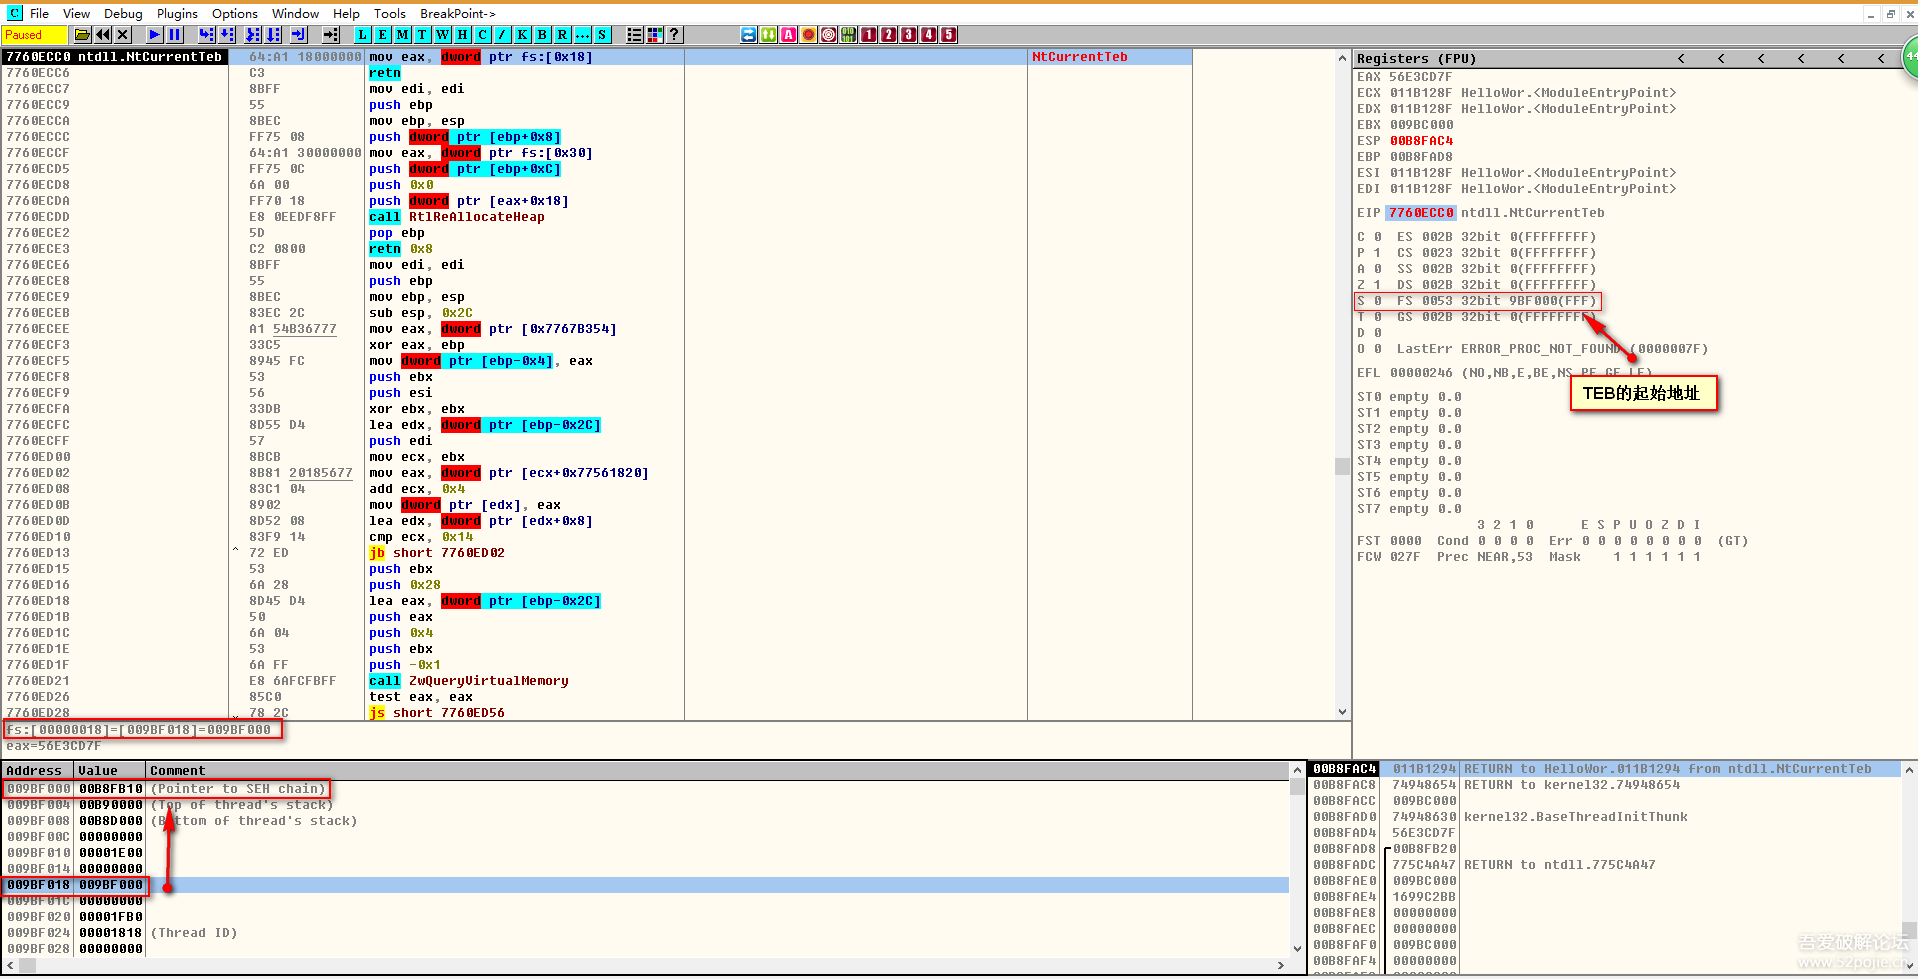 C File View Debug Plugins Options Window Help Tools BreakPoint->
Paused L E M T W H C / K B R ... S ? A 1 2 3 4 5
7760ECC0 ntdll.NtCurrentTeb 64:A1 18000000 mov eax, dword ptr fs:[0x18] NtCurrentTeb
7760ECC6 C3 retn
7760ECC7 8BFF mov edi, edi
7760ECC9 55 push ebp
7760ECCA 8BEC mov ebp, esp
7760ECCC FF75 08 push dword ptr [ebp+0x8]
7760ECCF 64:A1 30000000 mov eax, dword ptr fs:[0x30]
7760ECD5 FF75 0C push dword ptr [ebp+0xC]
7760ECD8 6A 00 push 0x0
7760ECDA FF70 18 push dword ptr [eax+0x18]
7760ECDD E8 0EEDF8FF call RtlReAllocateHeap
7760ECE2 5D pop ebp
7760ECE3 C2 0800 retn 0x8
7760ECE6 8BFF mov edi, edi
7760ECE8 55 push ebp
7760ECE9 8BEC mov ebp, esp
7760ECEB 83EC 2C sub esp, 0x2C
7760ECEE A1 54B36777 mov eax, dword ptr [0x7767B354]
7760ECF3 33C5 xor eax, ebp
7760ECF5 8945 FC mov dword ptr [ebp-0x4], eax
7760ECF8 53 push ebx
7760ECF9 56 push esi
7760ECFA 33DB xor ebx, ebx
7760ECFC 8D55 D4 lea edx, dword ptr [ebp-0x2C]
7760ECFF 57 push edi
7760ED00 8BCB mov ecx, ebx
7760ED02 8B81 20185677 mov eax, dword ptr [ecx+0x77561820]
7760ED08 83C1 04 add ecx, 0x4
7760ED0B 8902 mov dword ptr [edx], eax
7760ED0D 8D52 08 lea edx, dword ptr [edx+0x8]
7760ED10 83F9 14 cmp ecx, 0x14
7760ED13 ^ 72 ED jb short 7760ED02
7760ED15 53 push ebx
7760ED16 6A 28 push 0x28
7760ED18 8D45 D4 lea eax, dword ptr [ebp-0x2C]
7760ED1B 50 push eax
7760ED1C 6A 04 push 0x4
7760ED1E 53 push ebx
7760ED1F 6A FF push -0x1
7760ED21 E8 6AFCFBFF call ZwQueryVirtualMemory
7760ED26 85C0 test eax, eax
7760ED28 78 2C js short 7760ED56
fs:[00000018]=[009BF018]=009BF000
eax=56E3CD7F
Registers (FPU) < < < < < <
EAX 56E3CD7F
ECX 011B128F HelloWor.<ModuleEntryPoint>
EDX 011B128F HelloWor.<ModuleEntryPoint>
EBX 009BC000
ESP 00B8FAC4
EBP 00B8FAD8
ESI 011B128F HelloWor.<ModuleEntryPoint>
EDI 011B128F HelloWor.<ModuleEntryPoint>
EIP 7760ECC0 ntdll.NtCurrentTeb
C 0 ES 002B 32bit 0(FFFFFFFF)
P 1 CS 0023 32bit 0(FFFFFFFF)
A 0 SS 002B 32bit 0(FFFFFFFF)
Z 1 DS 002B 32bit 0(FFFFFFFF)
S 0 FS 0053 32bit 9BF000(FFF)
T 0 GS 002B 32bit 0(FFFFFFFF)
D 0
O 0 LastErr ERROR_PROC_NOT_FOUND (0000007F)
EFL 00000246 (NO,NB,E,BE,NS,PE,GE,LE)
TEB的起始地址
ST0 empty 0.0
ST1 empty 0.0
ST2 empty 0.0
ST3 empty 0.0
ST4 empty 0.0
ST5 empty 0.0
ST6 empty 0.0
ST7 empty 0.0
3 2 1 0 E S P U O Z D I
FST 0000 Cond 0 0 0 0 Err 0 0 0 0 0 0 0 0 (GT)
FCW 027F Prec NEAR,53 Mask 1 1 1 1 1 1
Address Value Comment
009BF000 00B8FB10 (Pointer to SEH chain)
009BF004 00B90000 (Top of thread's stack)
009BF008 00B8D000 (Bottom of thread's stack)
009BF00C 00000000
009BF010 00001E00
009BF014 00000000
009BF018 009BF000
009BF01C 00000000
009BF020 00001FB0
009BF024 00001818 (Thread ID)
009BF028 00000000
00B8FAC4 011B1294 RETURN to HelloWor.011B1294 from ntdll.NtCurrentTeb
00B8FAC8 74948654 RETURN to kernel32.74948654
00B8FACC 009BC000
00B8FAD0 74948630 kernel32.BaseThreadInitThunk
00B8FAD4 56E3CD7F
00B8FAD8 00B8FB20
00B8FADC 775C4A47 RETURN to ntdll.775C4A47
00B8FAE0 009BC000
00B8FAE4 1699C2BB
00B8FAE8 00000000
00B8FAEC 00000000
00B8FAF0 009BC000
00B8FAF4 00000000
吾爱破解论坛
www.52pojie.cn